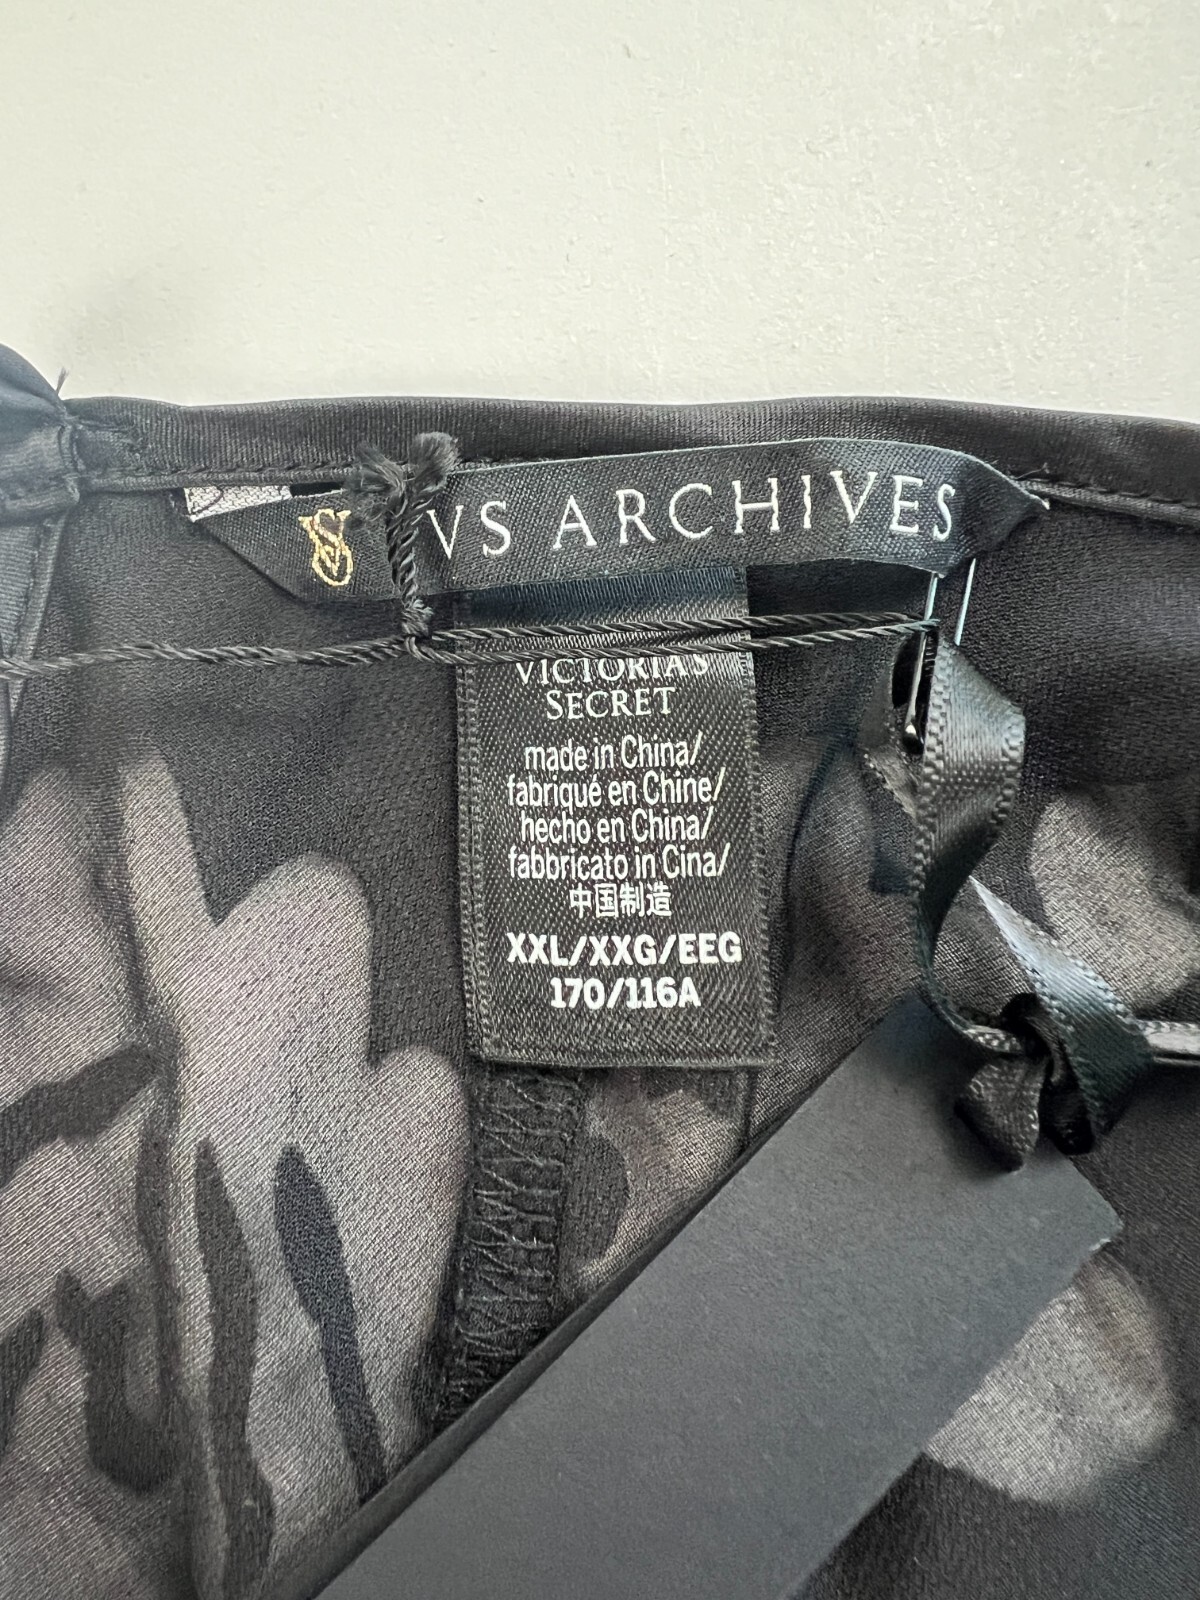 VS VS ARCHIVES
VICTORIA'S
SECRET
made in China/
fabriqué en Chine/
hecho en China/
fabbricato in Cina/
中国制造
XXL/XXG/EEG
170/116A